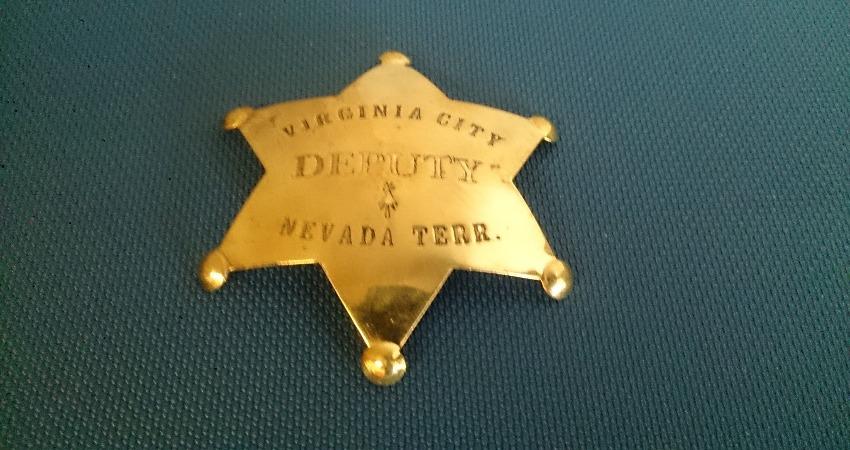 VIRGINIA CITY
DEPUTY
NEVADA TERR.